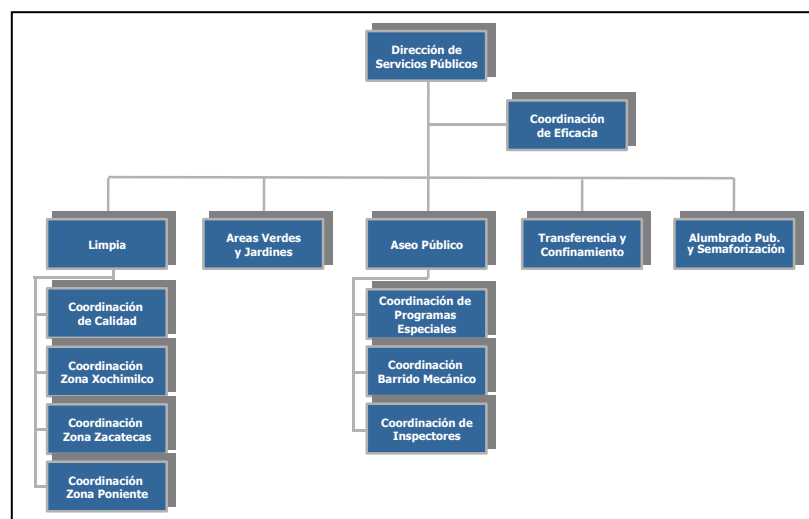 Dirección de
Servicios Públicos
Coordinación
de Eficacia
Limpia
Areas Verdes
y Jardines
Aseo Público
Transferencia y
Confinamiento
Alumbrado Pub.
y Semaforización
Coordinación
de Calidad
Coordinación
Zona Xochimilco
Coordinación
Zona Zacatecas
Coordinación
Zona Poniente
Coordinación de
Programas
Especiales
Coordinación
Barrido Mecánico
Coordinación de
Inspectores